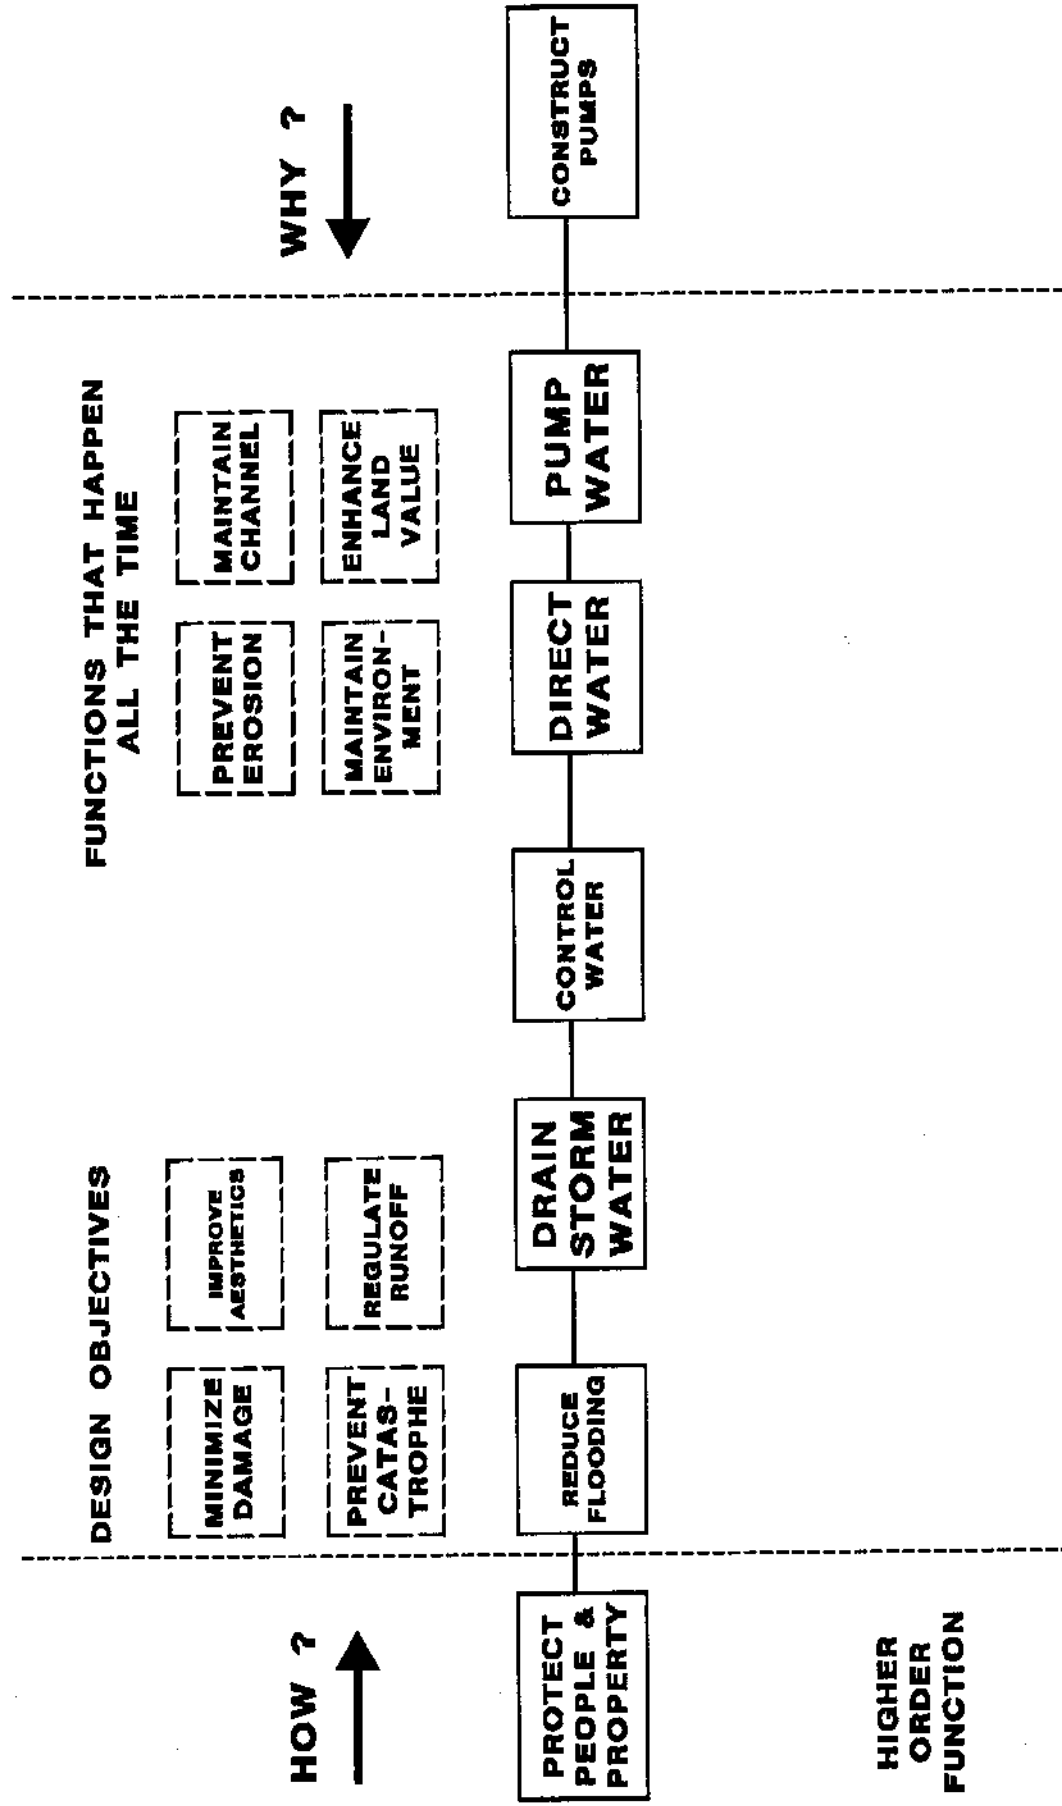 DESIGN OBJECTIVES
FUNCTIONS THAT HAPPEN
ALL THE TIME
MINIMIZE
DAMAGE
IMPROVE
AESTHETICS
PREVENT
EROSION
MAINTAIN
CHANNEL
HOW ?
WHY ?
PREVENT
CATAS-
TROPHE
REGULATE
RUNOFF
MAINTAIN
ENVIRON-
MENT
ENHANCE
LAND
VALUE
PROTECT
PEOPLE &
PROPERTY
REDUCE
FLOODING
DRAIN
STORM
WATER
CONTROL
WATER
DIRECT
WATER
PUMP
WATER
CONSTRUCT
PUMPS
HIGHER
ORDER
FUNCTION